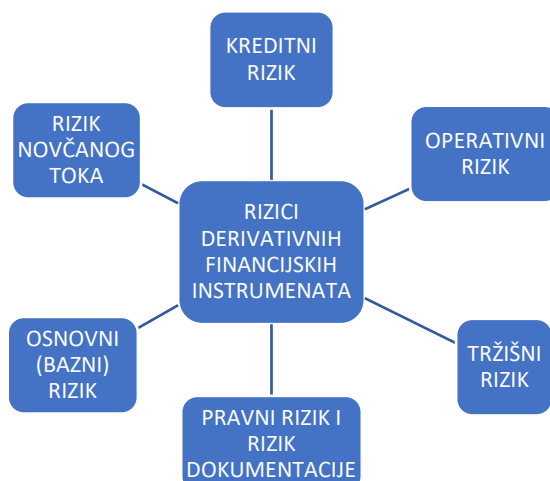 KREDITNI
RIZIK
OPERATIVNI
RIZIK
TRŽIŠNI
RIZIK
PRAVNI RIZIK I
RIZIK
DOKUMENTACIJE
OSNOVNI
(BAZNI)
RIZIK
RIZIK
NOVČANOG
TOKA
RIZICI
DERIVATIVNIH
FINANCIJSKIH
INSTRUMENATA